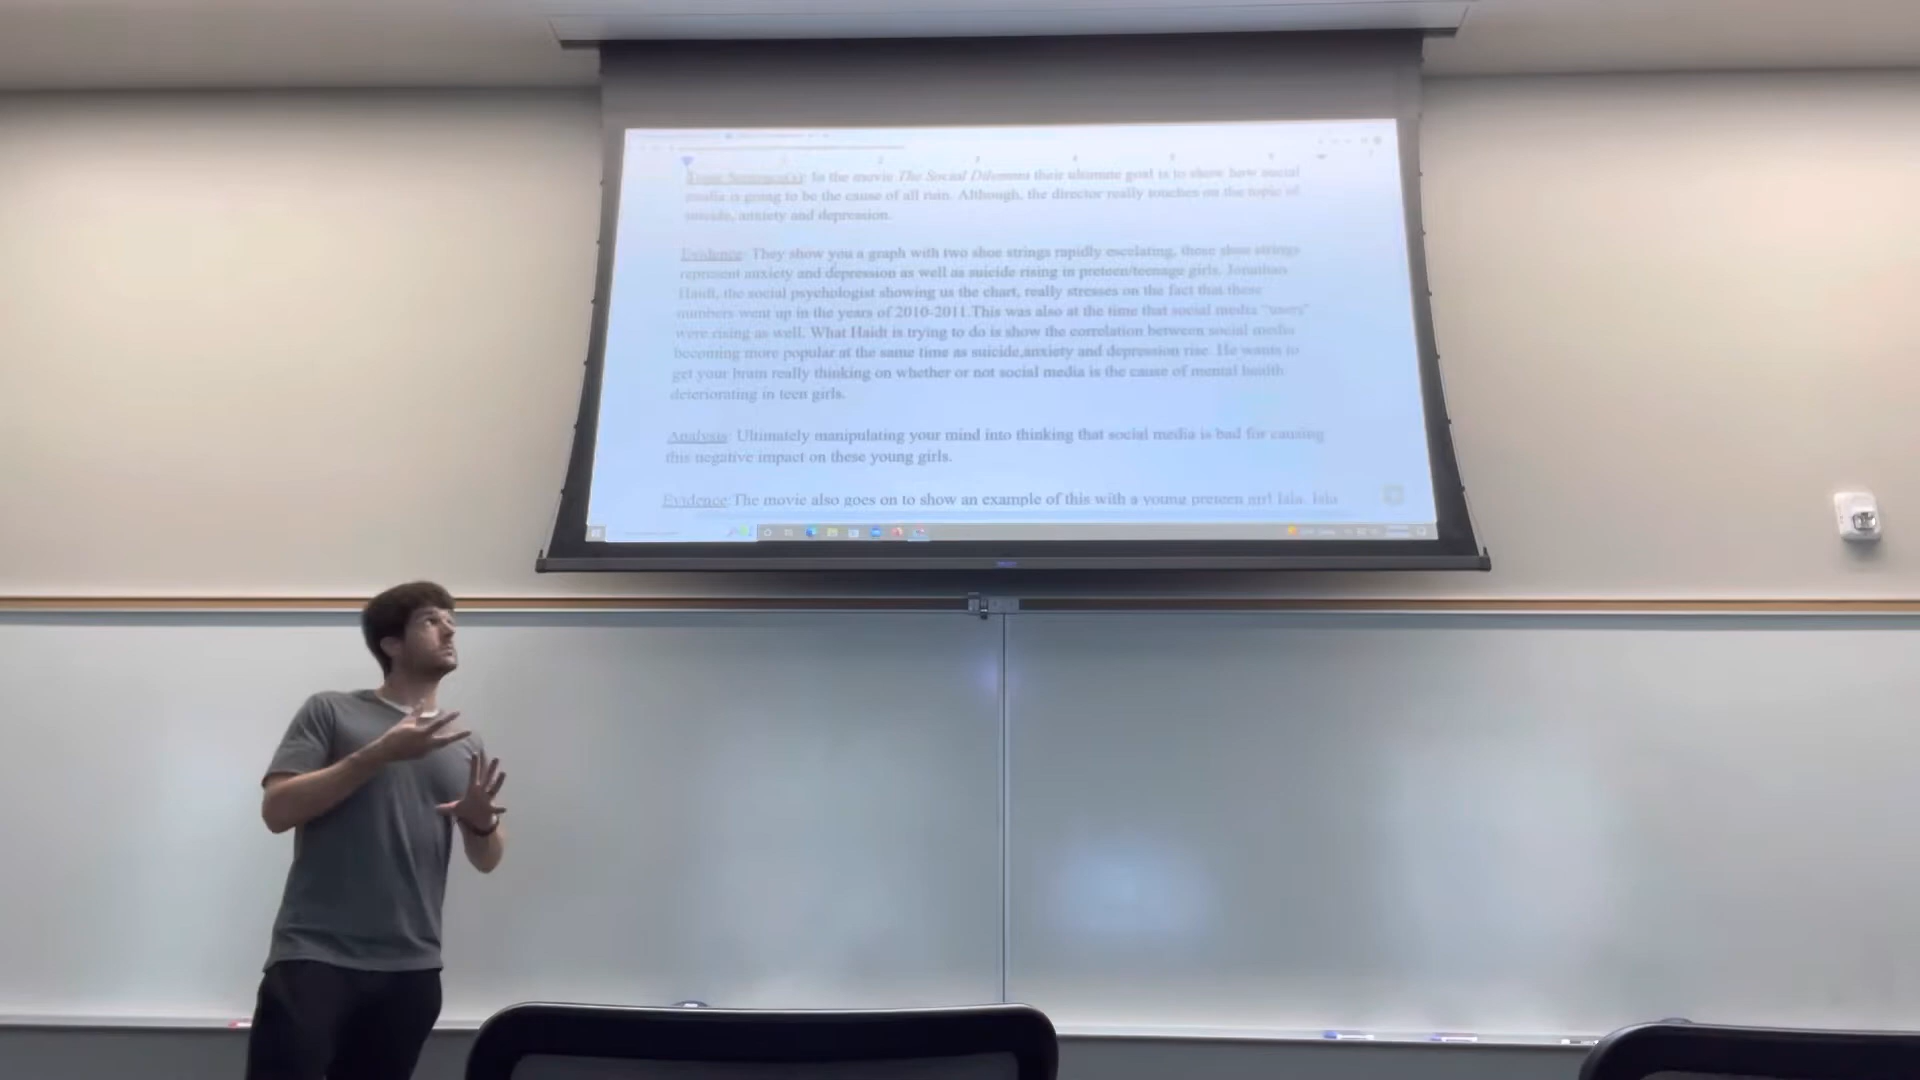 Topic Sentence(s): In the movie The Social Dilemma their ultimate goal is to show how social
media is going to be the cause of all ruin. Although, the director really touches on the topic of
suicide, anxiety and depression.
Evidence: They show you a graph with two shoe strings rapidly escelating, those shoe strings
represent anxiety and depression as well as suicide rising in preteen/teenage girls. Jonathan
Haidt, the social psychologist showing us the chart, really stresses on the fact that these
numbers went up in the years of 2010-2011.This was also at the time that social media "users"
were rising as well. What Haidt is trying to do is show the correlation between social media
becoming more popular at the same time as suicide,anxiety and depression rise. He wants to
get your brain really thinking on whether or not social media is the cause of mental health
deteriorating in teen girls.
Analysis: Ultimately manipulating your mind into thinking that social media is bad for causing
this negative impact on these young girls.
Evidence:The movie also goes on to show an example of this with a young preteen girl Isla. Isla